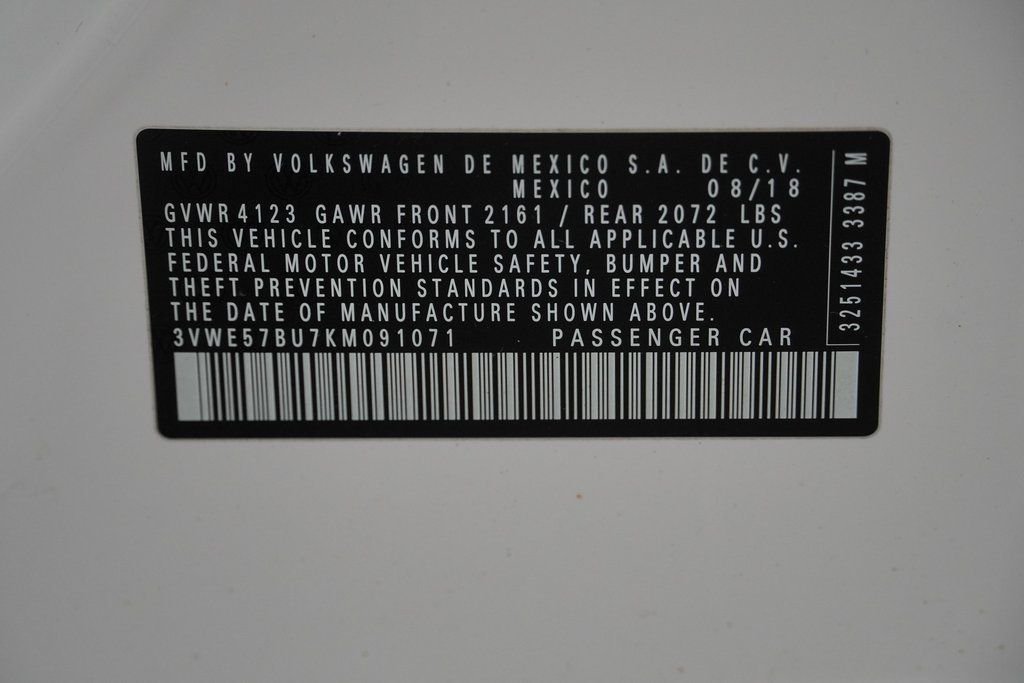 MFD BY VOLKSWAGEN DE MEXICO S.A. DE C.V.
MEXICO 08/18
GVWR 4123 GAWR FRONT 2161 / REAR 2072 LBS
THIS VEHICLE CONFORMS TO ALL APPLICABLE U.S.
FEDERAL MOTOR VEHICLE SAFETY, BUMPER AND
THEFT PREVENTION STANDARDS IN EFFECT ON
THE DATE OF MANUFACTURE SHOWN ABOVE.
3VWE57BU7KM091071 PASSENGER CAR
3251433 3387 M